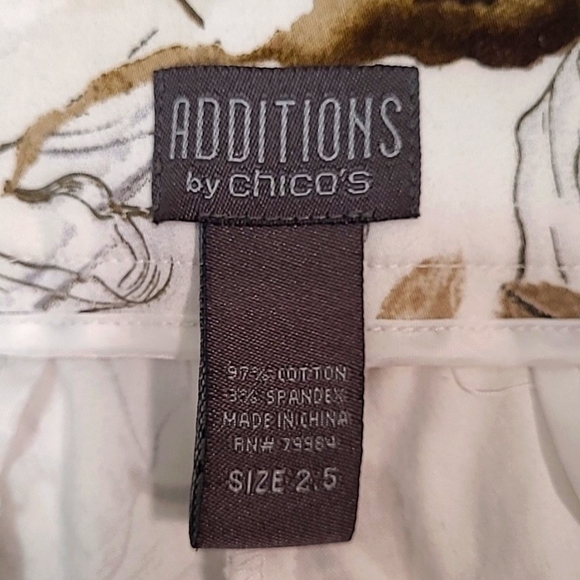 ADDITIONS
by chico's
97% COTTON
3% SPANDEX
MADE IN CHINA
RN# 79984
SIZE 2.5